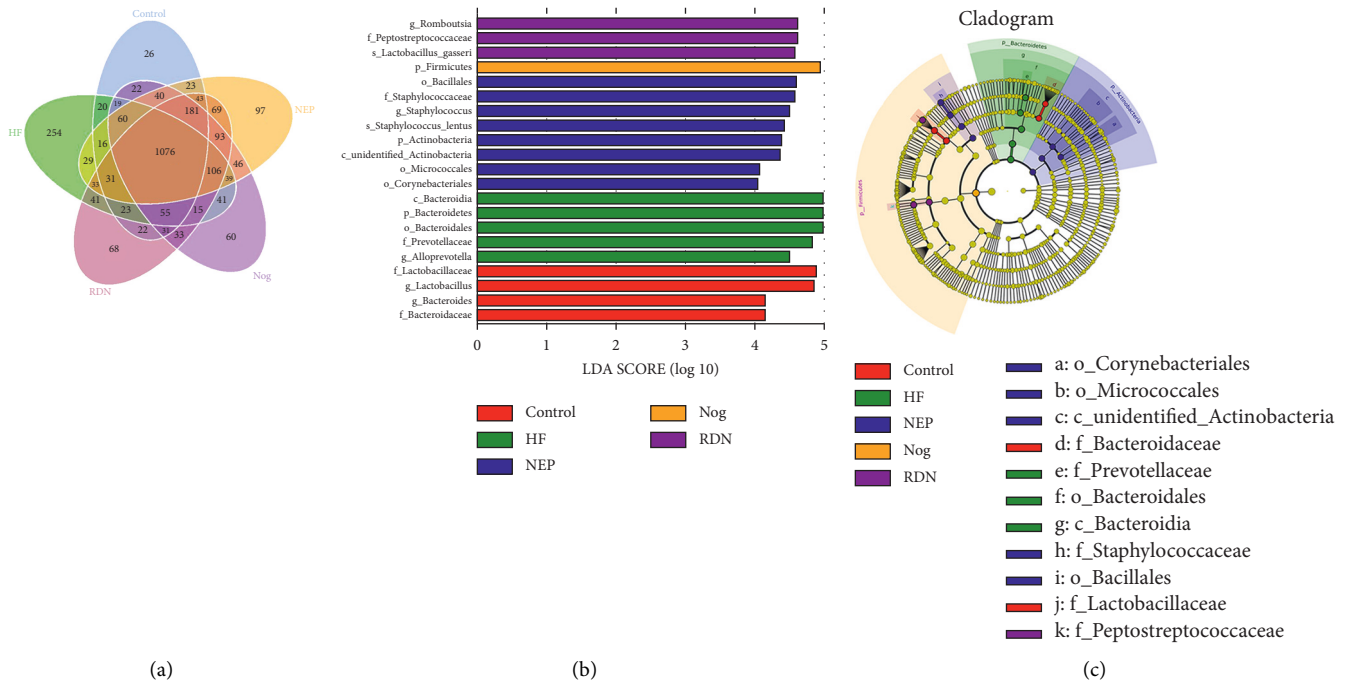 Control
26
22
23
NEP
20
19
40
43
60
181
69
97
HF
254
16
93
1076
29
46
106
31
39
33
41
41
23
55
15
22
31
33
68
60
Nog
RDN
(a)
g_Romboutsia
f_Peptostreptococcaceae
s_Lactobacillus_gasseri
p_Firmicutes
o_Bacillales
f_Staphylococcaceae
g_Staphylococcus
s_Staphylococcus_lentus
p_Actinobacteria
c_unidentified_Actinobacteria
o_Micrococcales
o_Corynebacteriales
c_Bacteroidia
p_Bacteroidetes
o_Bacteroidales
f_Prevotellaceae
g_Alloprevotella
f_Lactobacillaceae
g_Lactobacillus
g_Bacteroides
f_Bacteroidaceae
0 1 2 3 4 5
LDA SCORE (log 10)
Control
HF
NEP
Nog
RDN
(b)
Cladogram
p_Bacteroidetes
g
f
p_Actinobacteria
c
b
a
p_Firmicutes
Control
HF
NEP
Nog
RDN
a: o_Corynebacteriales
b: o_Micrococcales
c: c_unidentified_Actinobacteria
d: f_Bacteroidaceae
e: f_Prevotellaceae
f: o_Bacteroidales
g: c_Bacteroidia
h: f_Staphylococcaceae
i: o_Bacillales
j: f_Lactobacillaceae
k: f_Peptostreptococcaceae
(c)